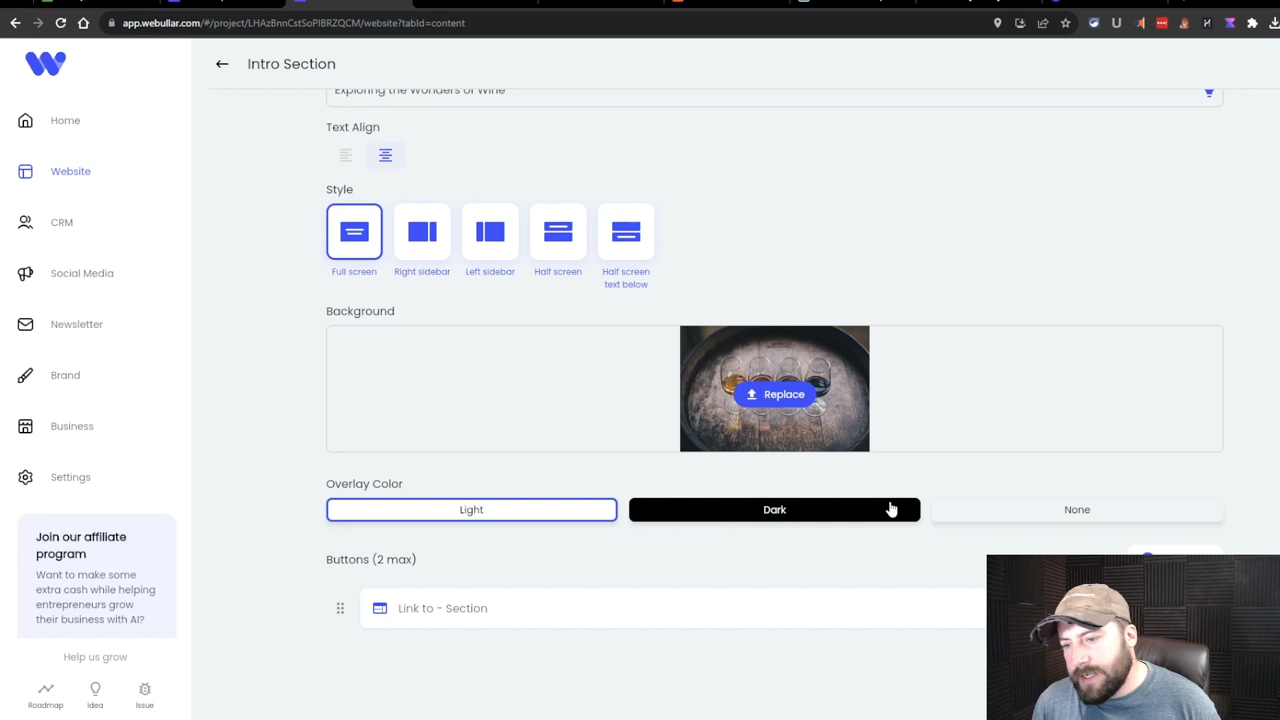 app.webullar.com/#/project/LHAzBnnCstSoPlBRZQCM/website?tabId=content
Intro Section
Home
Website
CRM
Social Media
Newsletter
Brand
Business
Settings
Join our affiliate
program
Want to make some
extra cash while helping
entrepreneurs grow
their business with AI?
Help us grow
Roadmap
Idea
Issue
Exploring the Wonders of Wine
Text Align
Style
Full screen
Right sidebar
Left sidebar
Half screen
Half screen
text below
Background
Replace
Overlay Color
Light
Dark
None
Buttons (2 max)
Link to - Section